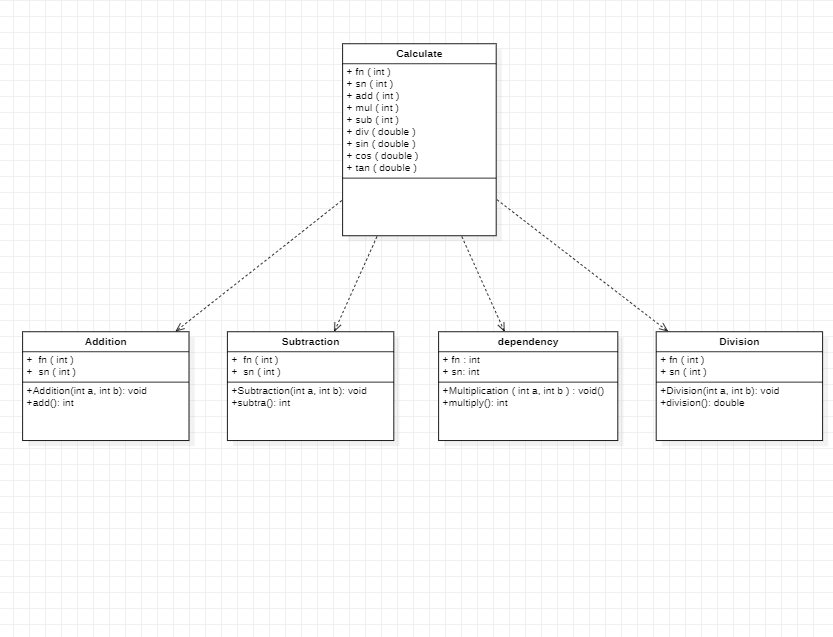 Calculate
+ fn ( int )
+ sn ( int )
+ add ( int )
+ mul ( int )
+ sub ( int )
+ div ( double )
+ sin ( double )
+ cos ( double )
+ tan ( double )
Addition
+ fn ( int )
+ sn ( int )
+Addition(int a, int b): void
+add(): int
Subtraction
+ fn ( int )
+ sn ( int )
+Subtraction(int a, int b): void
+subtra(): int
dependency
+ fn : int
+ sn: int
+Multiplication ( int a, int b ) : void()
+multiply(): int
Division
+ fn ( int )
+ sn ( int )
+Division(int a, int b): void
+division(): double